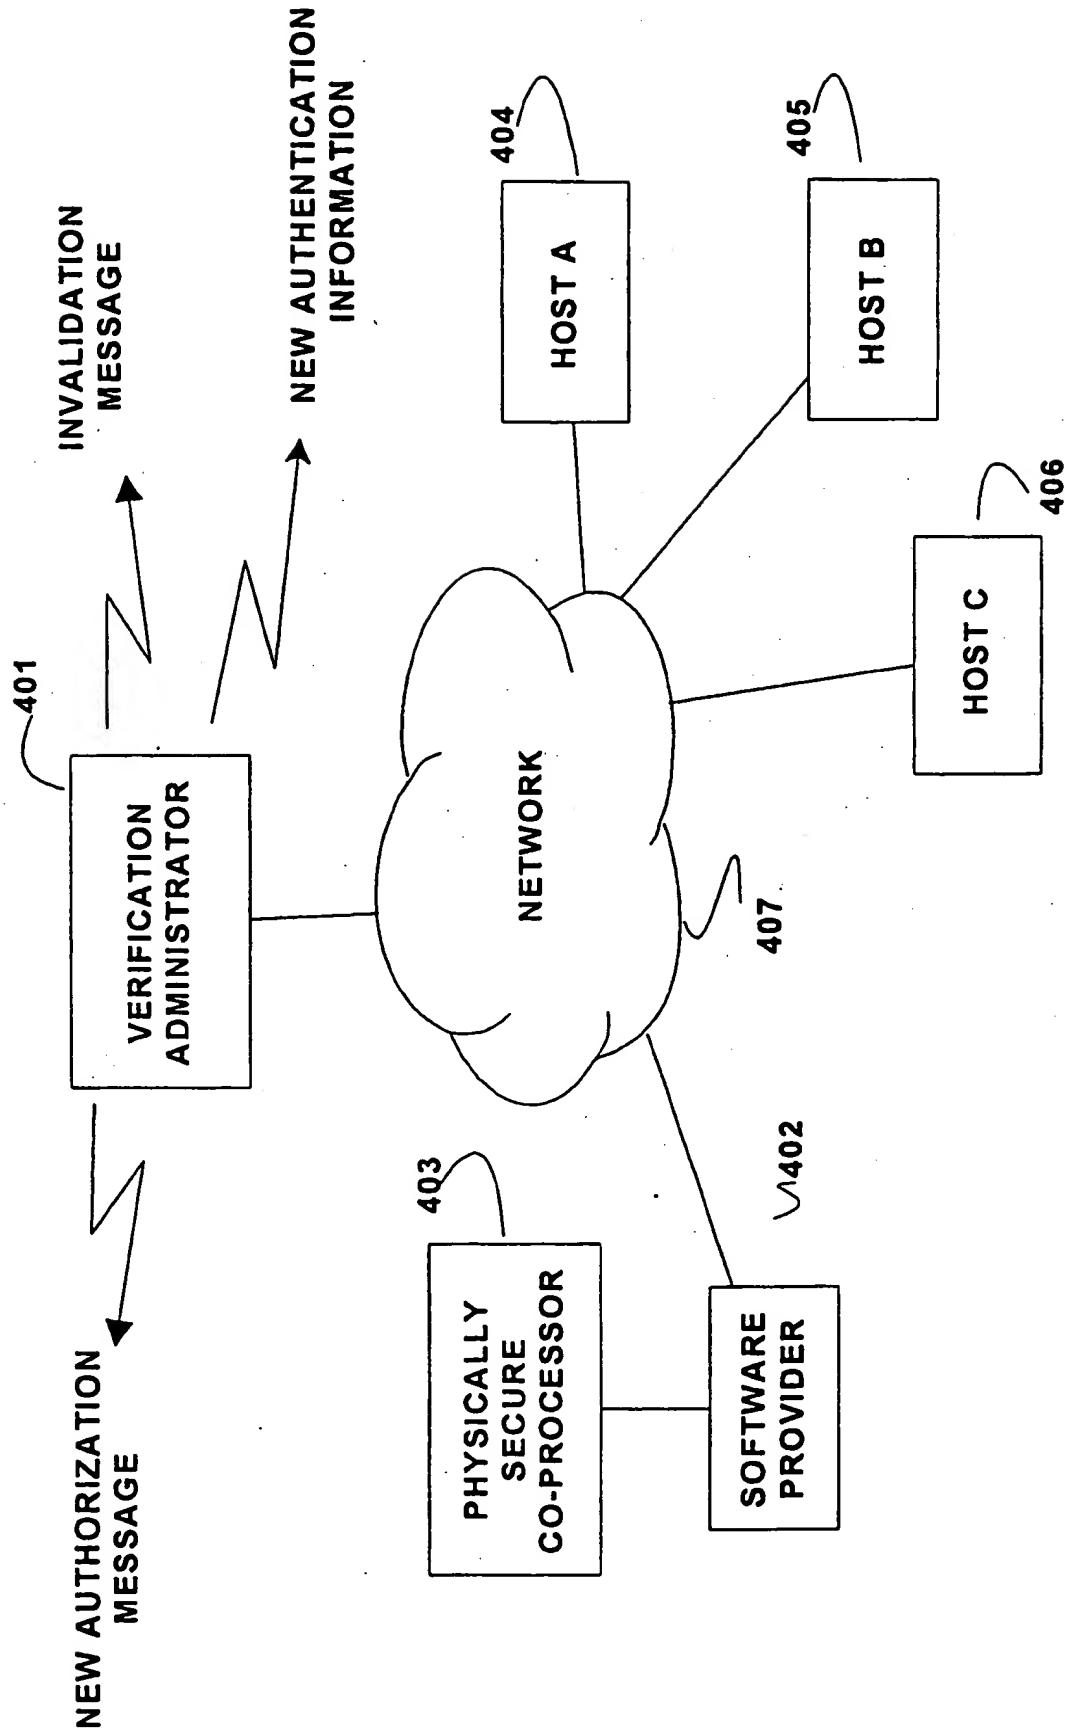 NEW AUTHORIZATION
MESSAGE
401
VERIFICATION
ADMINISTRATOR
INVALIDATION
MESSAGE
NEW AUTHENTICATION
INFORMATION
403
PHYSICALLY
SECURE
CO-PROCESSOR
NETWORK
404
HOST A
402
SOFTWARE
PROVIDER
407
405
HOST B
406
HOST C